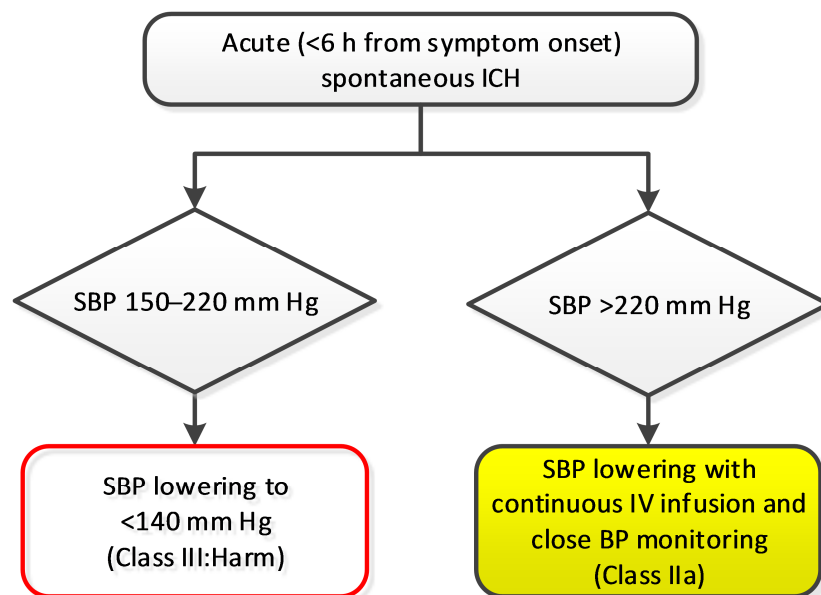 Acute (<6 h from symptom onset)
spontaneous ICH
SBP 150–220 mm Hg
SBP >220 mm Hg
SBP lowering to
<140 mm Hg
(Class III:Harm)
SBP lowering with
continuous IV infusion and
close BP monitoring
(Class IIa)